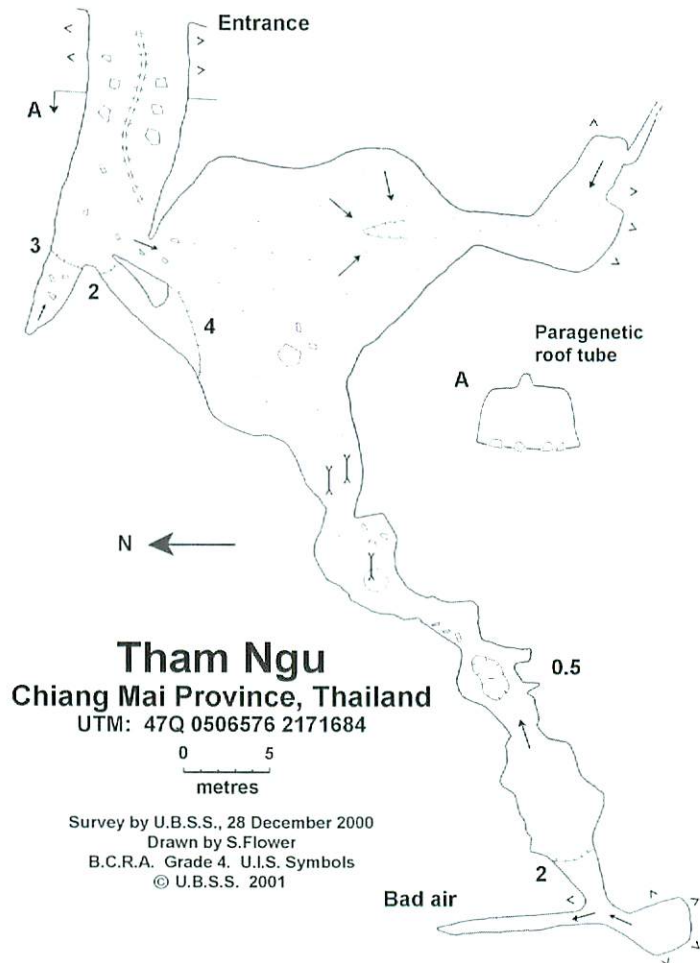 Entrance
A
3
2
4
Paragenetic
roof tube
A
N
Tham Ngu
Chiang Mai Province, Thailand
UTM: 47Q 0506576 2171684
0 5
metres
0.5
Survey by U.B.S.S., 28 December 2000
Drawn by S.Flower
B.C.R.A. Grade 4. U.I.S. Symbols
© U.B.S.S. 2001
2
Bad air